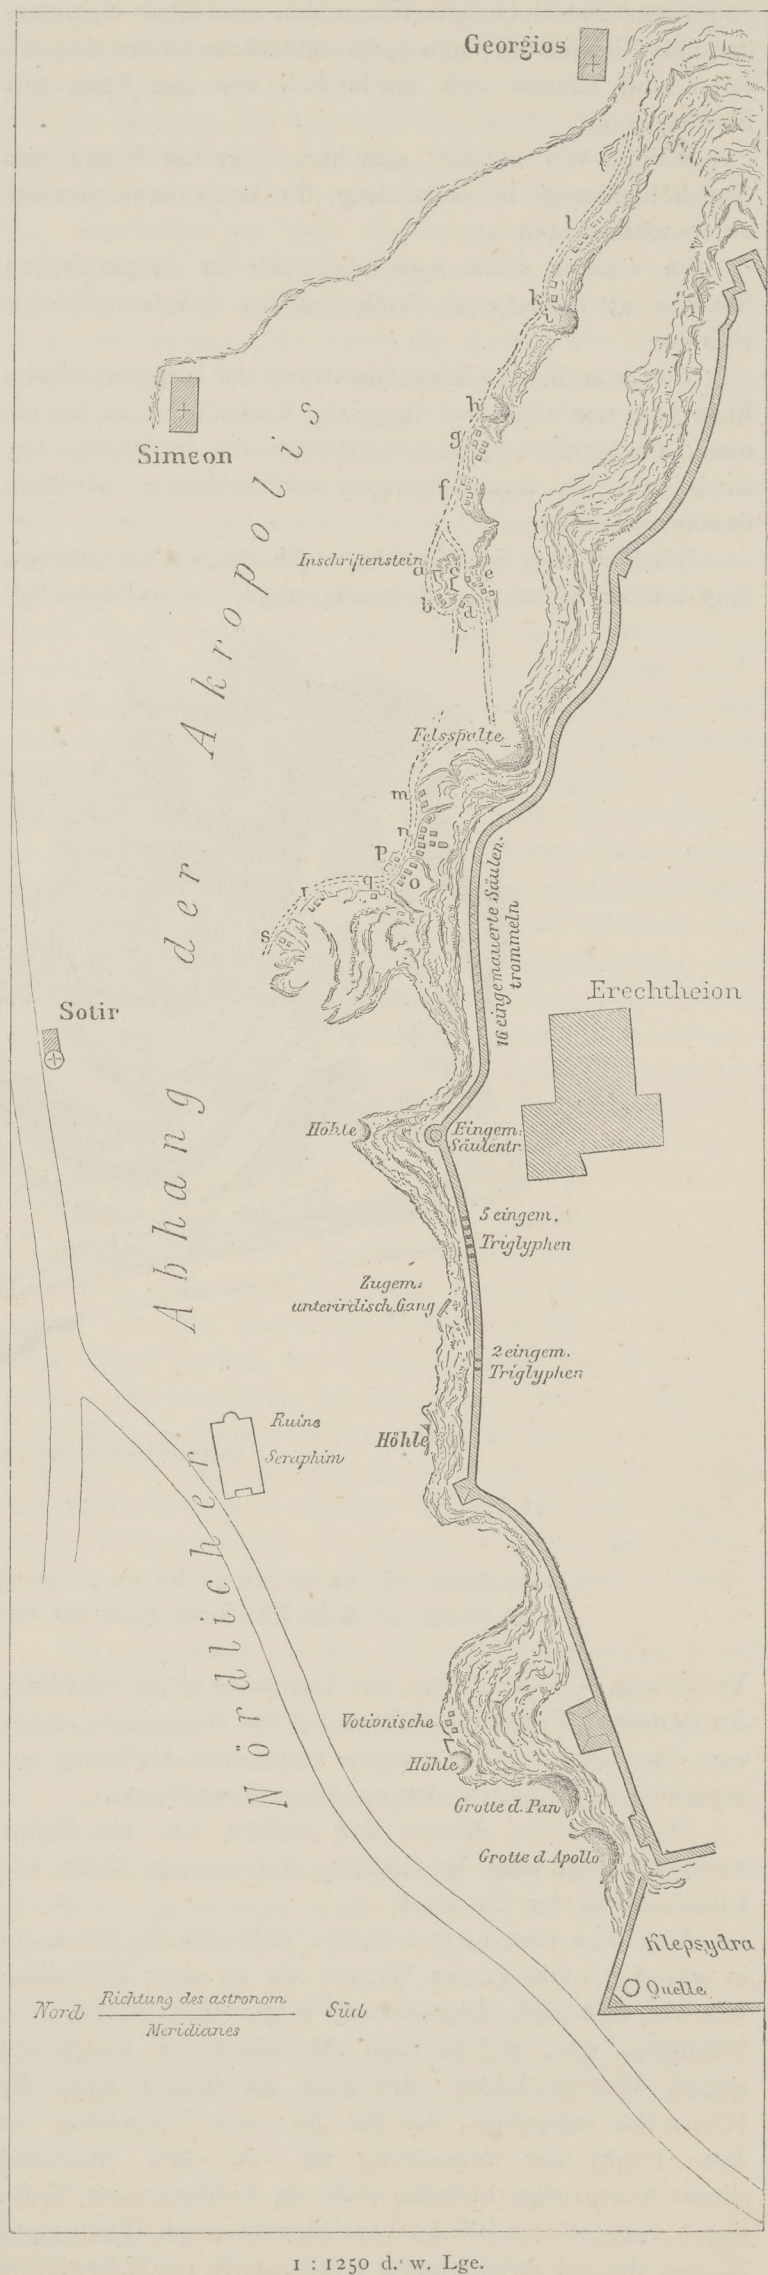 Georgios
l
k
Simeon
h
g
f
Inschriftenstein
a
c
e
b
d
Felsspalte
m
n
p
q
o
r
s
16 eingemauerte Säulen-
trommeln
Erechtheion
Sotir
Höhle
Eingem:
Säulentr.
5 eingem.
Triglyphen
Zugem:
unterirdisch. Gang
2 eingem.
Triglyphen
Ruine
Seraphim
Höhle
Nördlicher Abhang der Akropolis
Votivnische
Höhle
Grotte d. Pan
Grotte d. Apollo
Klepsydra
Quelle
Nord Richtung des astronom. Süd
Meridianes
1 : 1250 d. w. Lge.